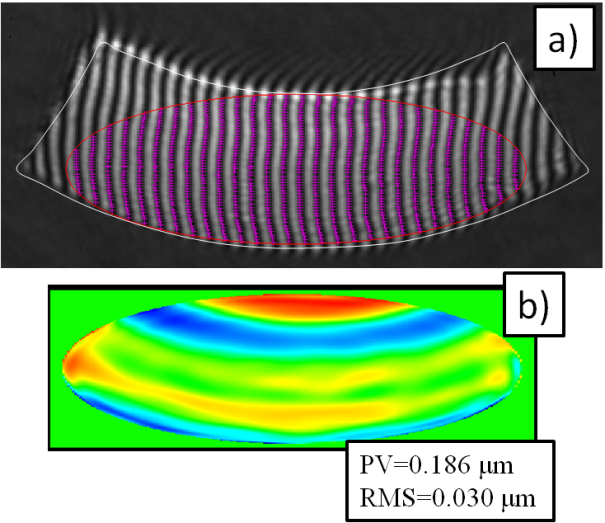 a)
b)
PV=0.186 μm
RMS=0.030 μm